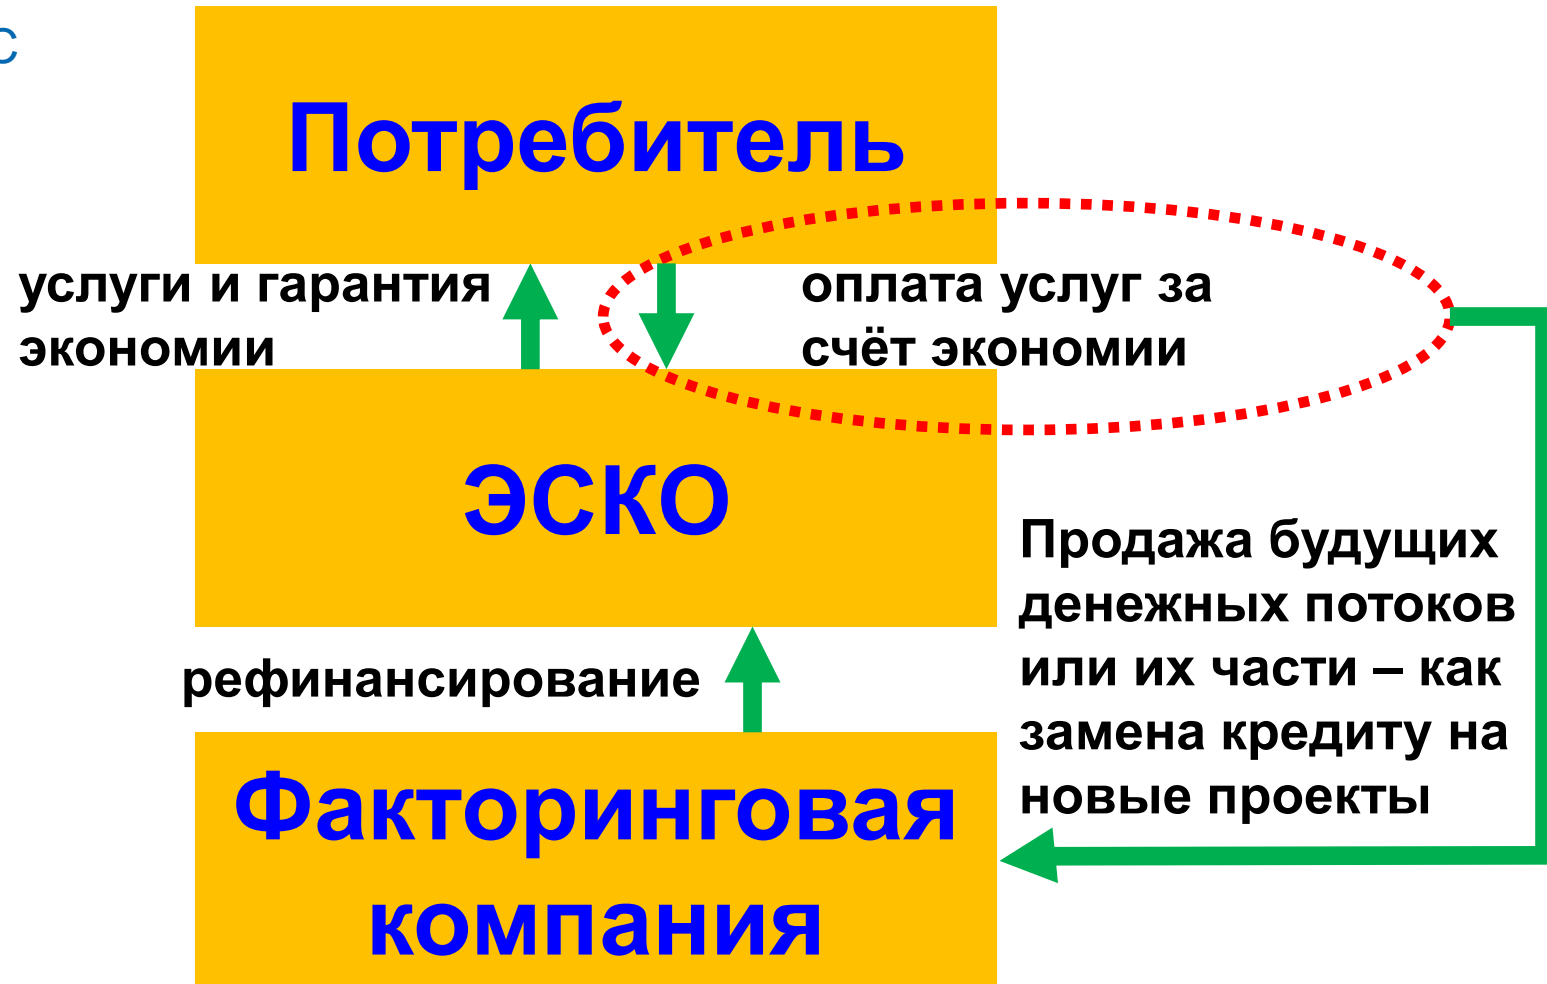 С
Потребитель
услуги и гарантия
экономии
оплата услуг за
счёт экономии
ЭСКО
Продажа будущих
денежных потоков
или их части – как
замена кредиту на
новые проекты
рефинансирование
Факторинговая
компания